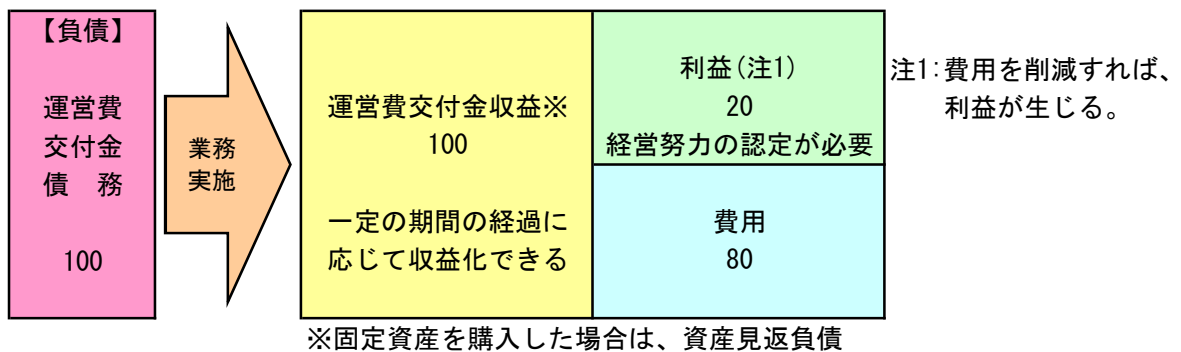 【負債】
運営費
交付金
債　務
100
業務
実施
運営費交付金収益※
100
一定の期間の経過に
応じて収益化できる
利益(注1)
20
経営努力の認定が必要
費用
80
注1:費用を削減すれば、
利益が生じる。
※固定資産を購入した場合は、資産見返負債